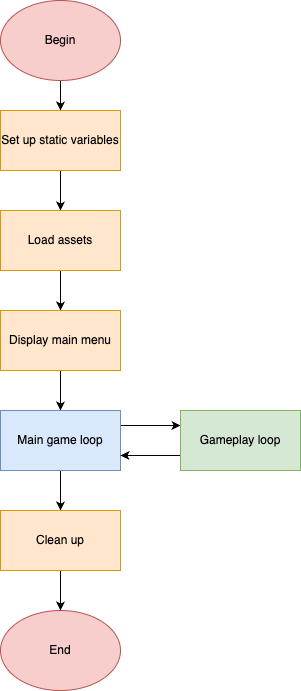 Begin
Set up static variables
Load assets
Display main menu
Main game loop
Gameplay loop
Clean up
End